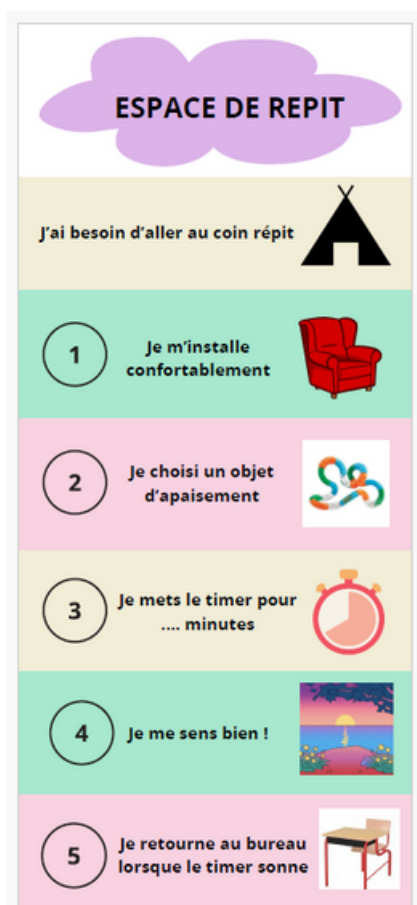 ESPACE DE REPIT
J'ai besoin d'aller au coin répit
1
Je m'installe
confortablement
2
Je choisi un objet
d'apaisement
3
Je mets le timer pour
.... minutes
4
Je me sens bien !
5
Je retourne au bureau
lorsque le timer sonne